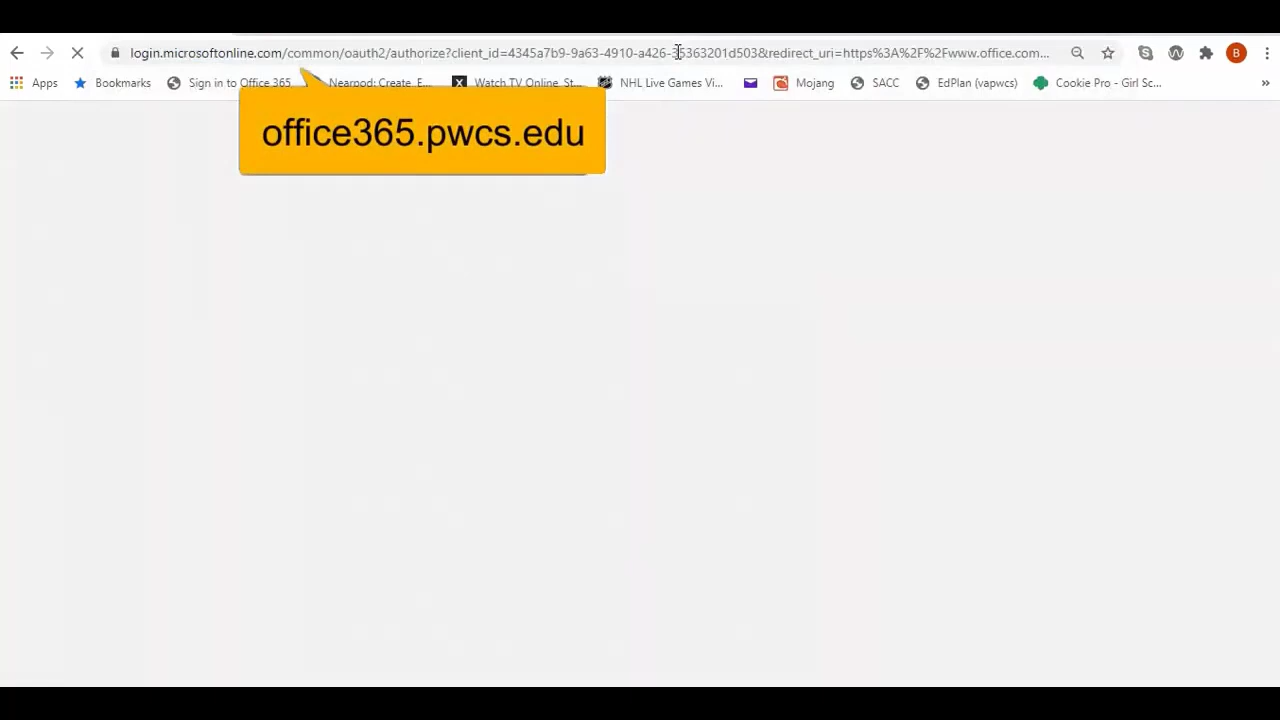 login.microsoftonline.com/common/oauth2/authorize?client_id=4345a7b9-9a63-4910-a426-35363201d503&redirect_uri=https%3A%2F%2Fwww.office.com...
B
Apps Bookmarks Sign in to Office 365 Nearpod: Create, E... Watch TV Online, St... NHL Live Games Vi... Mojang SACC EdPlan (vapwcs) Cookie Pro - Girl Sc... »
office365.pwcs.edu